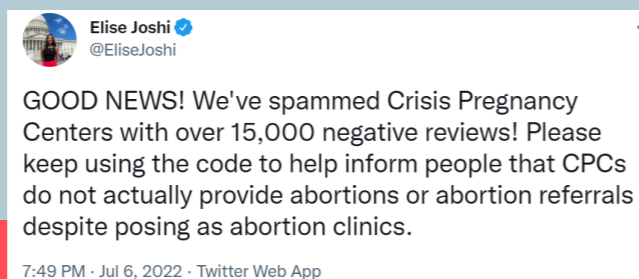 Elise Joshi
@EliseJoshi
GOOD NEWS! We've spammed Crisis Pregnancy
Centers with over 15,000 negative reviews! Please
keep using the code to help inform people that CPCs
do not actually provide abortions or abortion referrals
despite posing as abortion clinics.
7:49 PM · Jul 6, 2022 · Twitter Web App